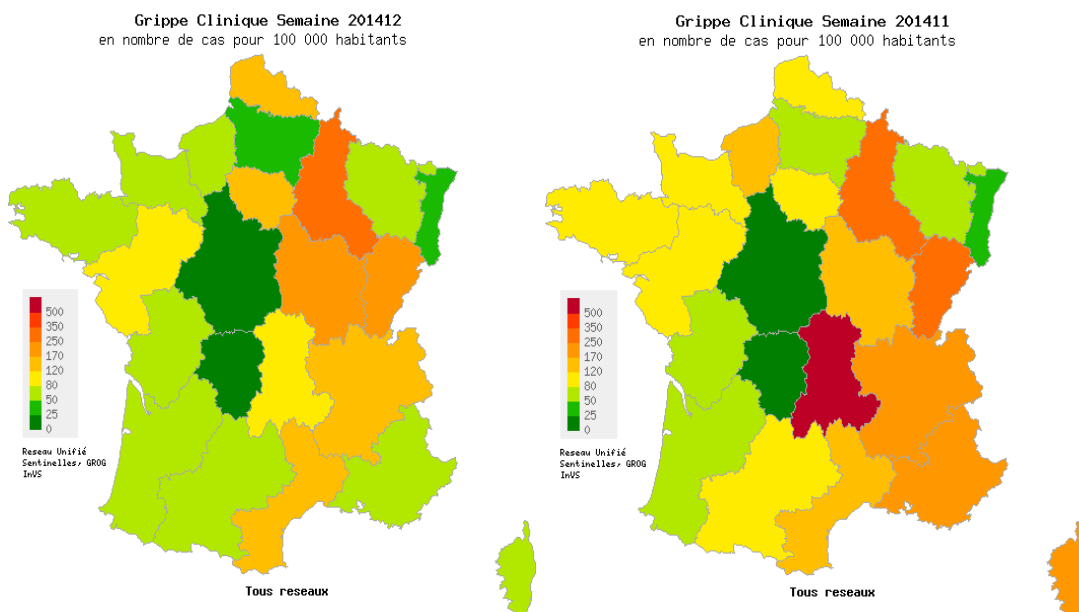 Grippe Clinique Semaine 201412
en nombre de cas pour 100 000 habitants
500
350
250
170
120
80
50
25
0
Reseau Unifié
Sentinelles, GROG
InVS
Tous reseaux
Grippe Clinique Semaine 201411
en nombre de cas pour 100 000 habitants
500
350
250
170
120
80
50
25
0
Reseau Unifié
Sentinelles, GROG
InVS
Tous reseaux